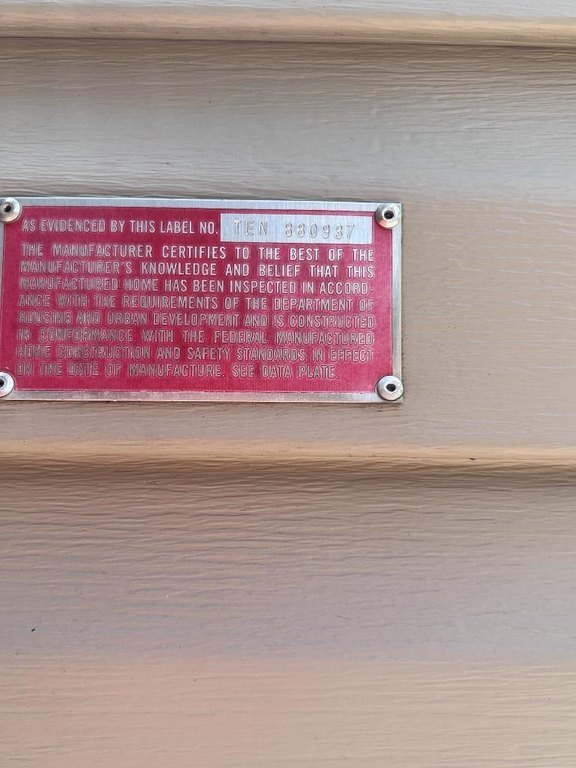 AS EVIDENCED BY THIS LABEL NO. TEN
THE MANUFACTURER CERTIFIES TO THE BEST OF THE
MANUFACTURER'S KNOWLEDGE AND BELIEF THAT THIS
MANUFACTURED HOME HAS BEEN INSPECTED IN ACCORD-
ANCE WITH THE REQUIREMENTS OF THE DEPARTMENT OF
HOUSING AND URBAN DEVELOPMENT AND IS CONSTRUCTED
IN CONFORMANCE WITH THE FEDERAL MANUFACTURED
HOME CONSTRUCTION AND SAFETY STANDARDS IN EFFECT
ON THE DATE OF MANUFACTURE. SEE DATA PLATE.